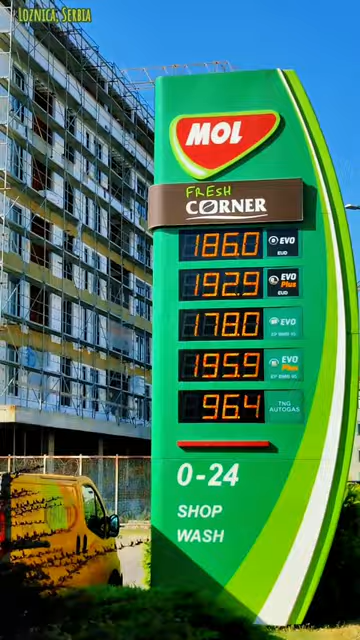 LOZNICA, SERBIA
MOL
FRESH
CORNER
186.0 EVO
EUD
192.9 EVO
Plus
EUD
178.0 EVO
195.9 EVO
Plus
96.4 TNG
AUTOGAS
0-24
SHOP
WASH